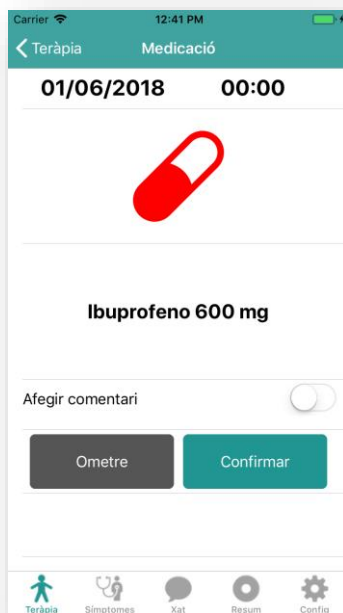 Carrier 12:41 PM
Teràpia Medicació
01/06/2018 00:00
Ibuprofeno 600 mg
Afegir comentari
Ometre Confirmar
Teràpia Símptomes Xat Resum Config